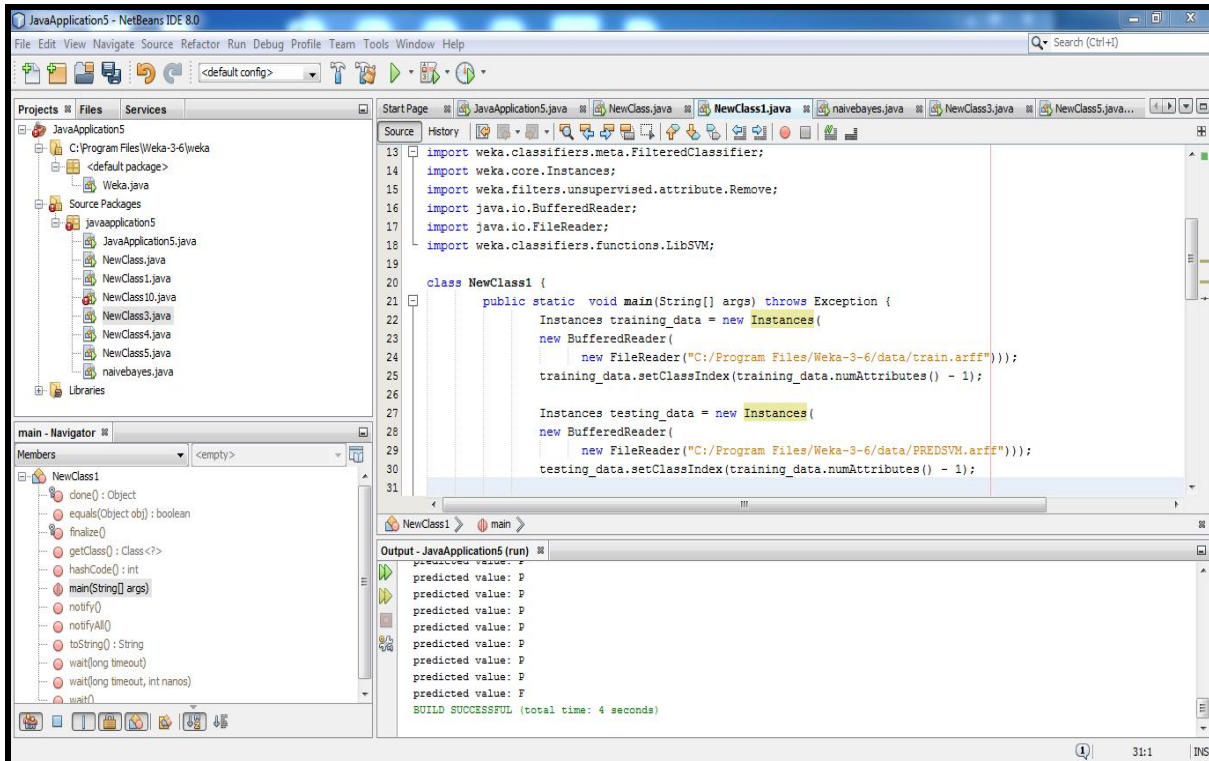 JavaApplication5 - NetBeans IDE 8.0
File Edit View Navigate Source Refactor Run Debug Profile Team Tools Window Help
Search (Ctrl+I)
<default config>
Projects Files Services
JavaApplication5
C:\Program Files\Weka-3-6\weka
<default package>
Weka.java
Source Packages
javaapplication5
JavaApplication5.java
NewClass.java
NewClass1.java
NewClass10.java
NewClass3.java
NewClass4.java
NewClass5.java
naivebayes.java
Libraries
main - Navigator
Members <empty>
NewClass1
clone() : Object
equals(Object obj) : boolean
finalize()
getClass() : Class<?>
hashCode() : int
main(String[] args)
notify()
notifyAll()
toString() : String
wait(long timeout)
wait(long timeout, int nanos)
wait()
Start Page JavaApplication5.java NewClass.java NewClass1.java naivebayes.java NewClass3.java NewClass5.java...
Source History
13 import weka.classifiers.meta.FilteredClassifier;
14 import weka.core.Instances;
15 import weka.filters.unsupervised.attribute.Remove;
16 import java.io.BufferedReader;
17 import java.io.FileReader;
18 import weka.classifiers.functions.LibSVM;
19
20 class NewClass1 {
21 public static void main(String[] args) throws Exception {
22 Instances training_data = new Instances(
23 new BufferedReader(
24 new FileReader("C:/Program Files/Weka-3-6/data/train.arff")));
25 training_data.setClassIndex(training_data.numAttributes() - 1);
26
27 Instances testing_data = new Instances(
28 new BufferedReader(
29 new FileReader("C:/Program Files/Weka-3-6/data/PREDSVM.arff")));
30 testing_data.setClassIndex(training_data.numAttributes() - 1);
31
NewClass1 main
Output - JavaApplication5 (run)
predicted value: P
predicted value: P
predicted value: P
predicted value: P
predicted value: P
predicted value: P
predicted value: P
predicted value: P
predicted value: F
BUILD SUCCESSFUL (total time: 4 seconds)
1 31:1 INS